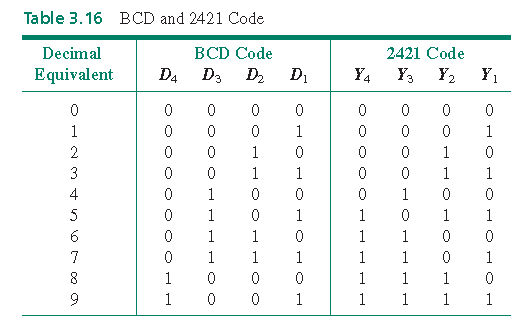 Table 3.16 BCD and 2421 Code
Decimal BCD Code 2421 Code
Equivalent D4 D3 D2 D1 Y4 Y3 Y2 Y1
0 0 0 0 0 0 0 0 0
1 0 0 0 1 0 0 0 1
2 0 0 1 0 0 0 1 0
3 0 0 1 1 0 0 1 1
4 0 1 0 0 0 1 0 0
5 0 1 0 1 1 0 1 1
6 0 1 1 0 1 1 0 0
7 0 1 1 1 1 1 0 1
8 1 0 0 0 1 1 1 0
9 1 0 0 1 1 1 1 1